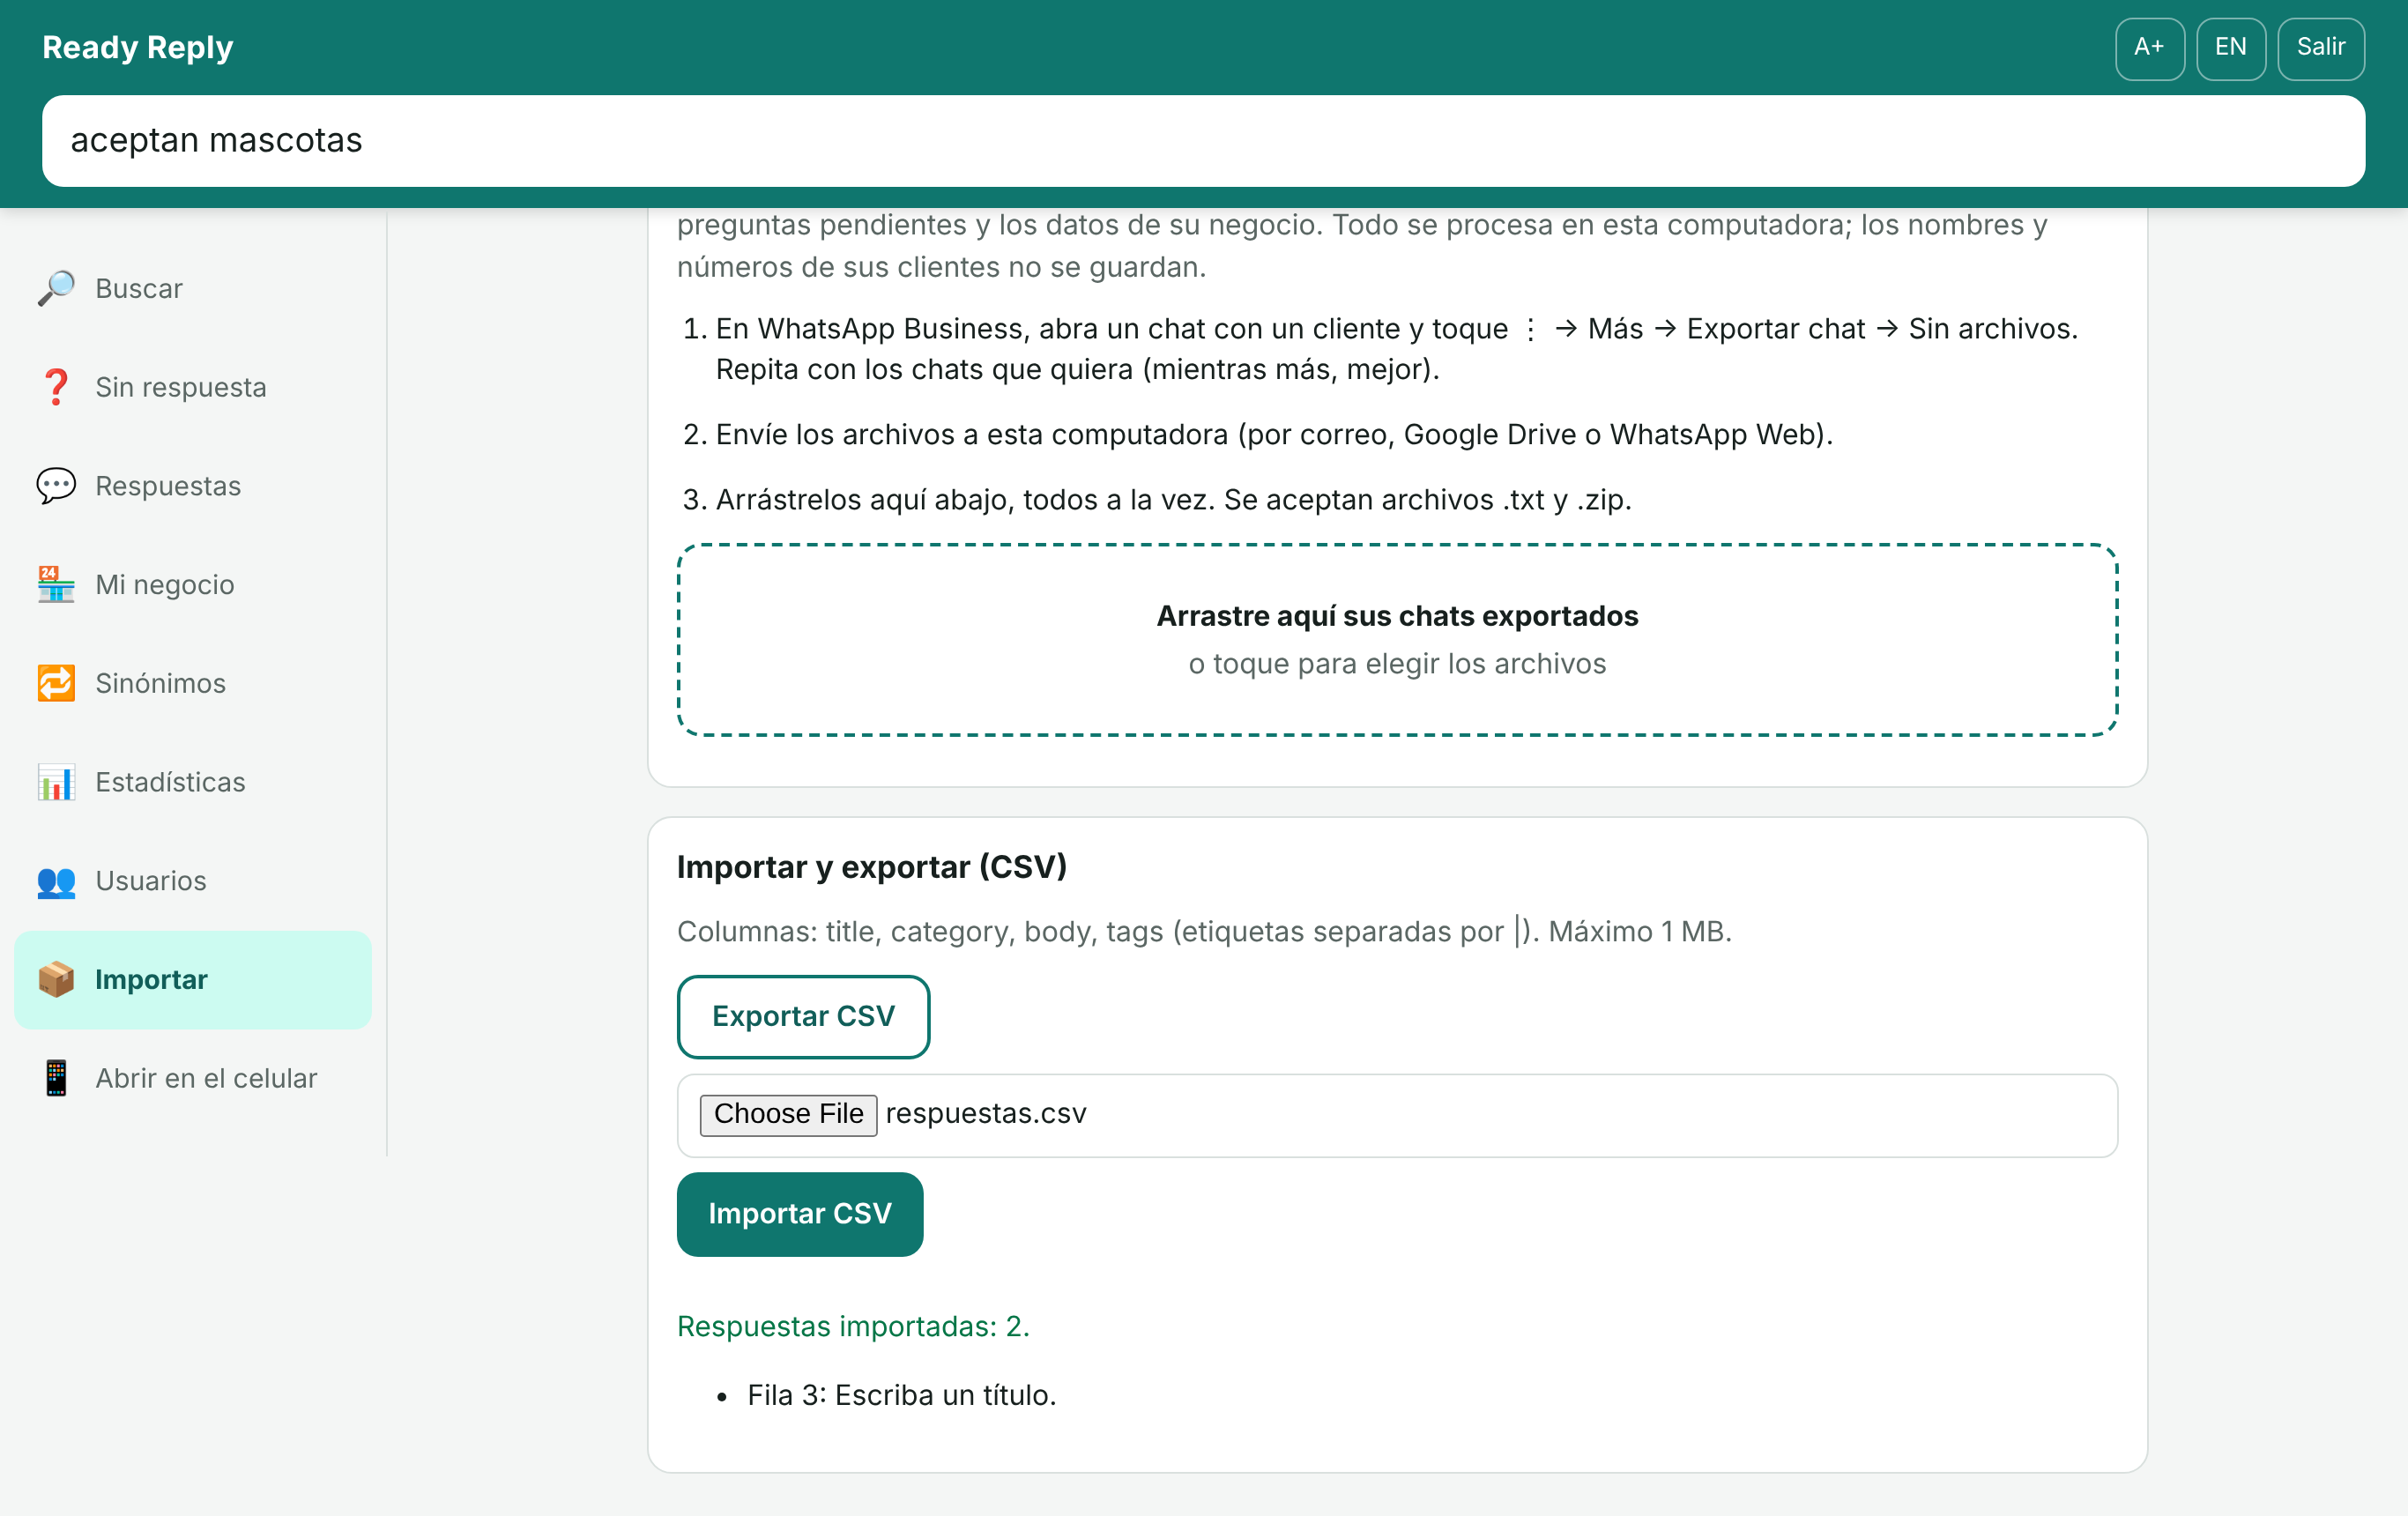 Ready Reply
A+
EN
Salir
aceptan mascotas
Buscar
Sin respuesta
Respuestas
Mi negocio
Sinónimos
Estadísticas
Usuarios
Importar
Abrir en el celular
preguntas pendientes y los datos de su negocio. Todo se procesa en esta computadora; los nombres y
números de sus clientes no se guardan.
1. En WhatsApp Business, abra un chat con un cliente y toque ⋮ → Más → Exportar chat → Sin archivos.
Repita con los chats que quiera (mientras más, mejor).
2. Envíe los archivos a esta computadora (por correo, Google Drive o WhatsApp Web).
3. Arrástrelos aquí abajo, todos a la vez. Se aceptan archivos .txt y .zip.
Arrastre aquí sus chats exportados
o toque para elegir los archivos
Importar y exportar (CSV)
Columnas: title, category, body, tags (etiquetas separadas por |). Máximo 1 MB.
Exportar CSV
Choose File respuestas.csv
Importar CSV
Respuestas importadas: 2.
• Fila 3: Escriba un título.